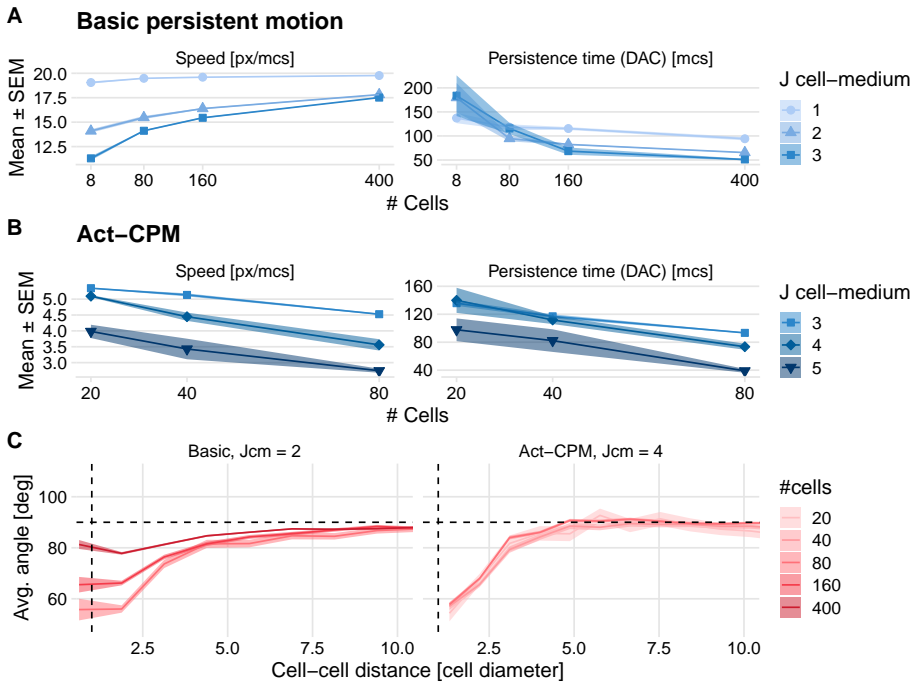 A Basic persistent motion
Speed [px/mcs]
Persistence time (DAC) [mcs]
Mean ± SEM
20.0
17.5
15.0
12.5
8 80 160 400
200
150
100
50
8 80 160 400
# Cells
J cell−medium
1
2
3
B Act−CPM
Speed [px/mcs]
Persistence time (DAC) [mcs]
Mean ± SEM
5.0
4.5
4.0
3.5
3.0
20 40 80
160
120
80
40
20 40 80
# Cells
J cell−medium
3
4
5
C
Basic, Jcm = 2
Act−CPM, Jcm = 4
Avg. angle [deg]
100
80
60
2.5 5.0 7.5 10.0
2.5 5.0 7.5 10.0
Cell−cell distance [cell diameter]
#cells
20
40
80
160
400